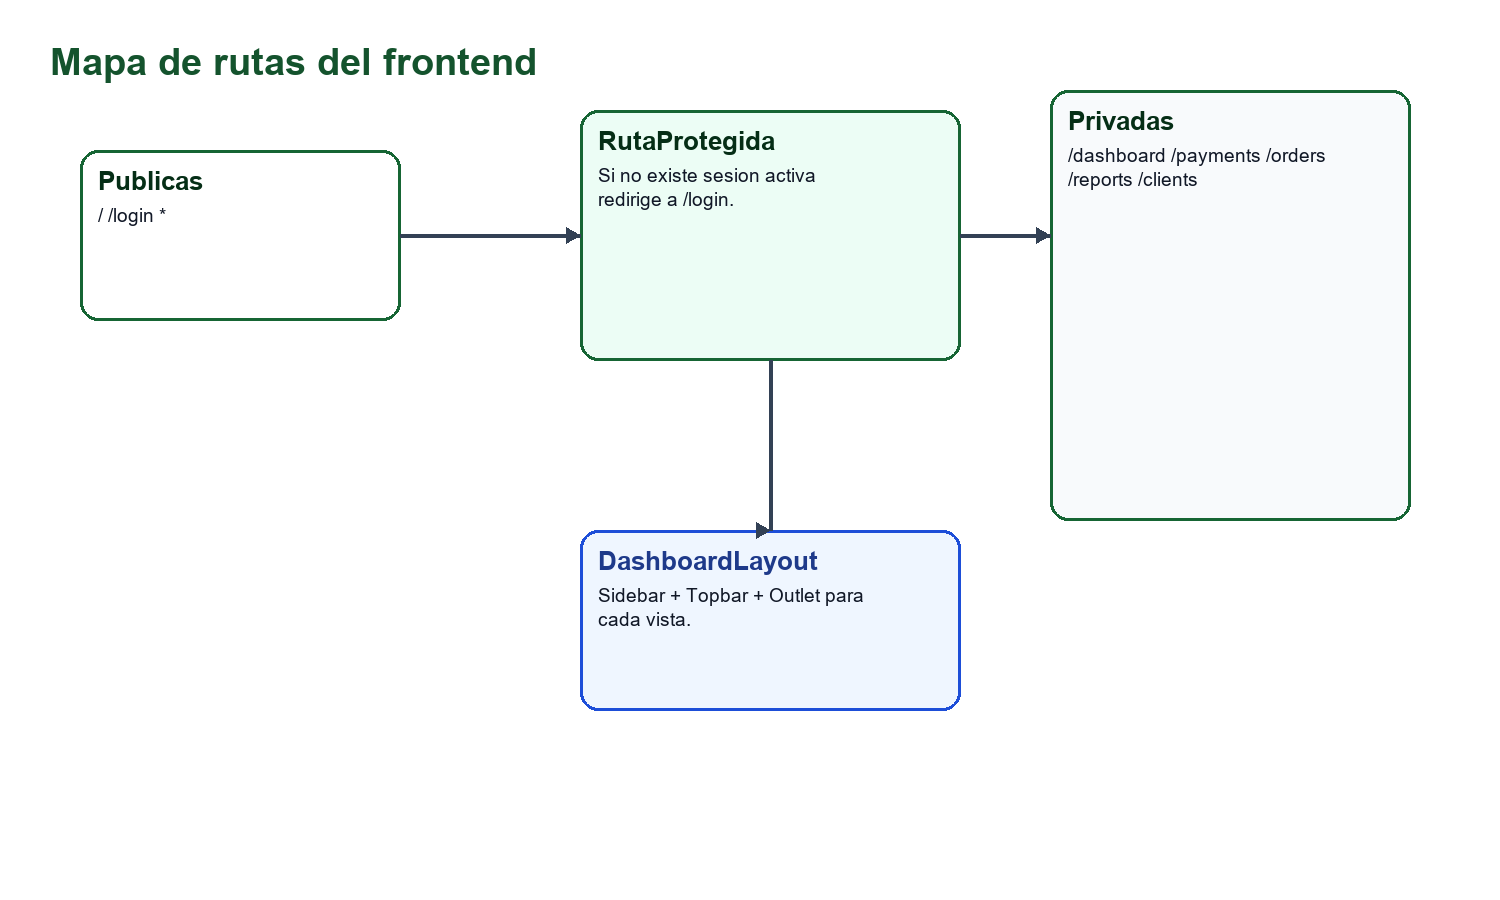 Mapa de rutas del frontend
Publicas
/ /login *
RutaProtegida
Si no existe sesion activa
redirige a /login.
Privadas
/dashboard /payments /orders
/reports /clients
DashboardLayout
Sidebar + Topbar + Outlet para
cada vista.